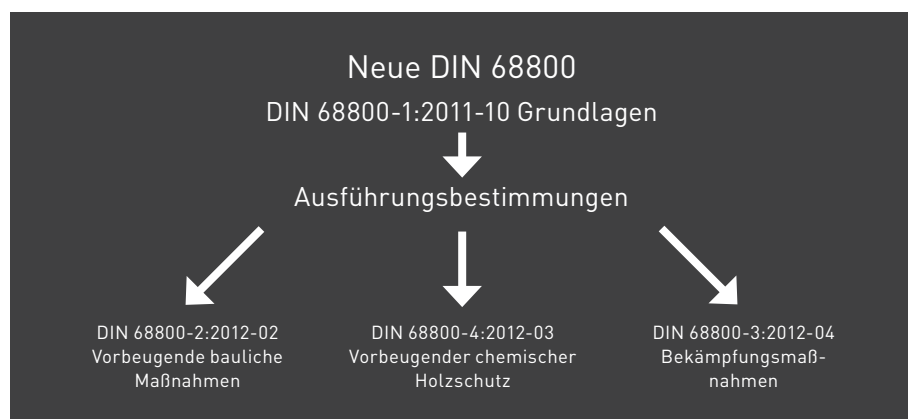 Neue DIN 68800
DIN 68800-1:2011-10 Grundlagen
Ausführungsbestimmungen
DIN 68800-2:2012-02
Vorbeugende bauliche
Maßnahmen
DIN 68800-4:2012-03
Vorbeugender chemischer
Holzschutz
DIN 68800-3:2012-04
Bekämpfungsmaß-
nahmen